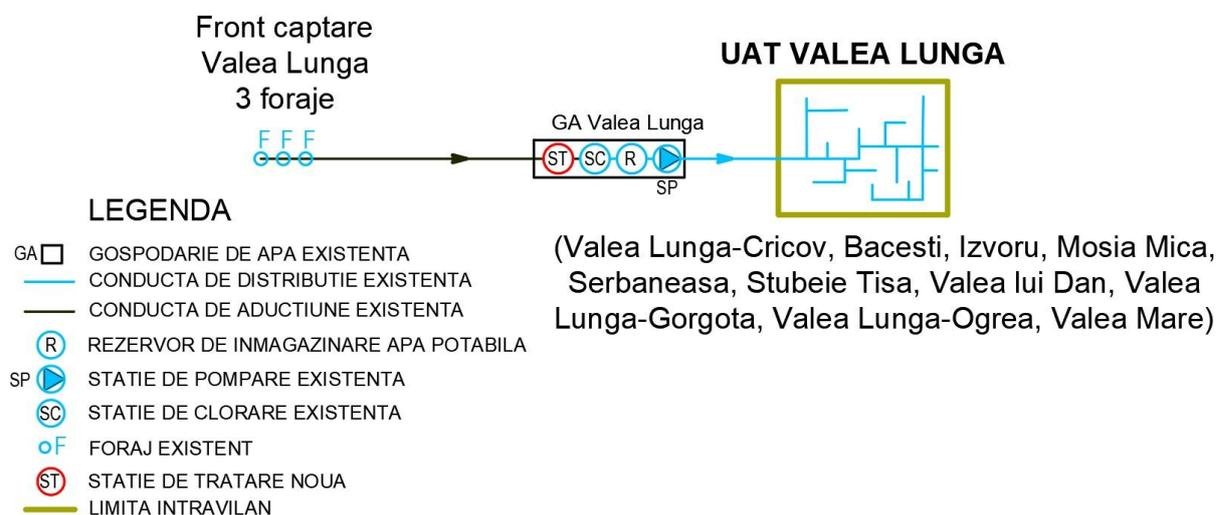 Front captare
Valea Lunga
3 foraje
F F F
GA Valea Lunga
ST SC R
SP
UAT VALEA LUNGA
(Valea Lunga-Cricov, Bacesti, Izvoru, Mosia Mica,
Serbaneasa, Stubeie Tisa, Valea lui Dan, Valea
Lunga-Gorgota, Valea Lunga-Ogrea, Valea Mare)
LEGENDA
GA GOSPODARIE DE APA EXISTENTA
CONDUCTA DE DISTRIBUTIE EXISTENTA
CONDUCTA DE ADUCTIUNE EXISTENTA
R REZERVOR DE INMAGAZINARE APA POTABILA
SP STATIE DE POMPARE EXISTENTA
SC STATIE DE CLORARE EXISTENTA
F FORAJ EXISTENT
ST STATIE DE TRATARE NOUA
LIMITA INTRAVILAN